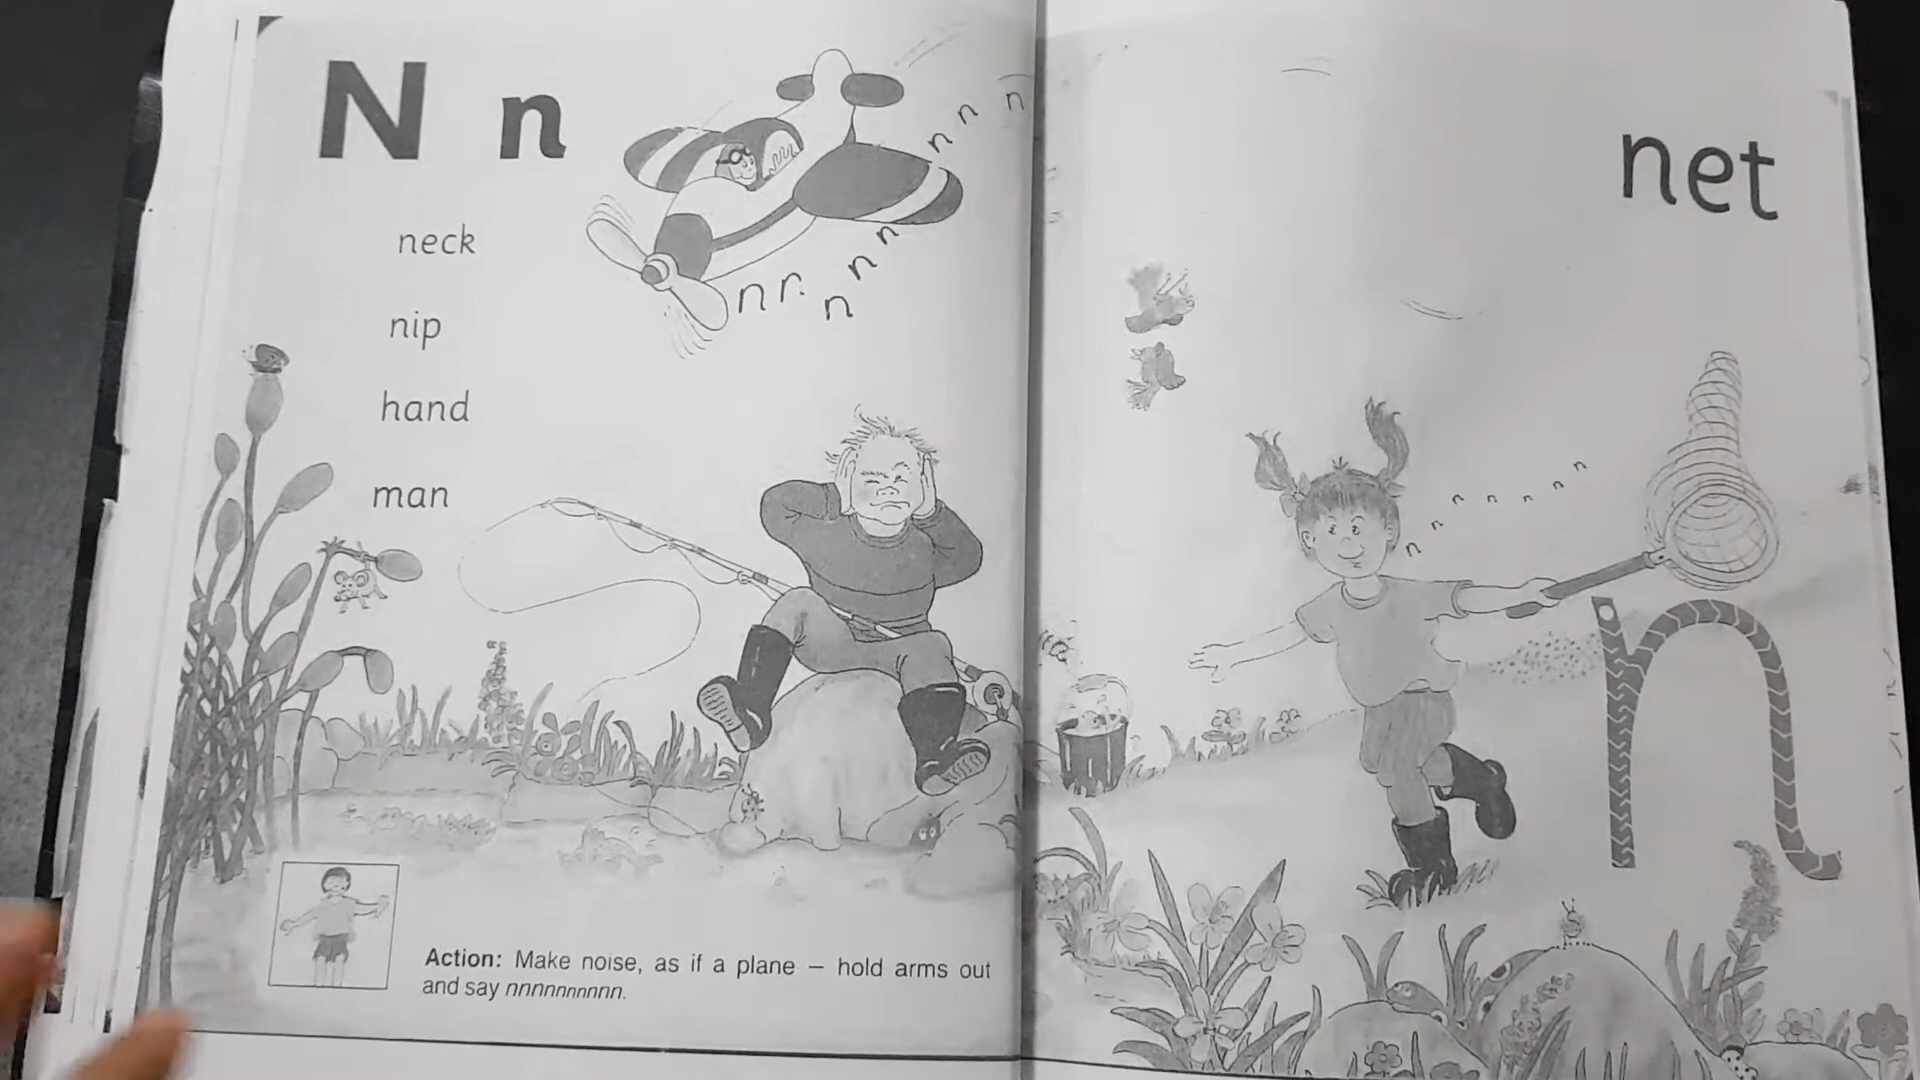 N n
neck
nip
hand
man
n n n
n n n n n
Action: Make noise, as if a plane – hold arms out
and say nnnnnnnnnn.
net
n n n n n n n
n